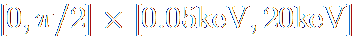 [0, π/2] × [0.05keV, 20keV]